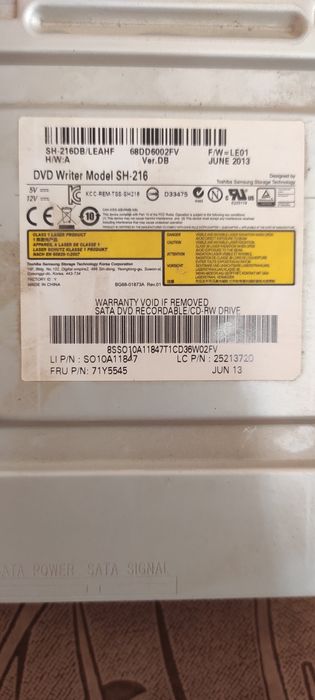 SH-216DB/LEAHF 68DD6002FV F/W=LE01
H/W:A Ver.DB JUNE 2013
DVD Writer Model SH-216
Designed by
Toshiba Samsung Storage Technology
5V
12V
KCC-REM-TSS-SH216 D33475
CLASS 1 LASER PRODUCT
APPAREIL A LASER DE CLASSE 1
LASER SCHUTZ KLASSE 1 PRODUKT
NACH EN 60825-1:2007
DANGER
CAUTION
ATTENTION
VORSICHT
Toshiba Samsung Storage Technology Korea Corporation
MADE IN CHINA
BG68-01873A Rev.01
WARRANTY VOID IF REMOVED
SATA DVD RECORDABLE/CD-RW DRIVE
8SSO10A11847T1CD36W02FV
LI P/N: SO10A11847 LC P/N: 25213720
FRU P/N: 71Y5545 JUN 13
ATA POWER SATA SIGNAL